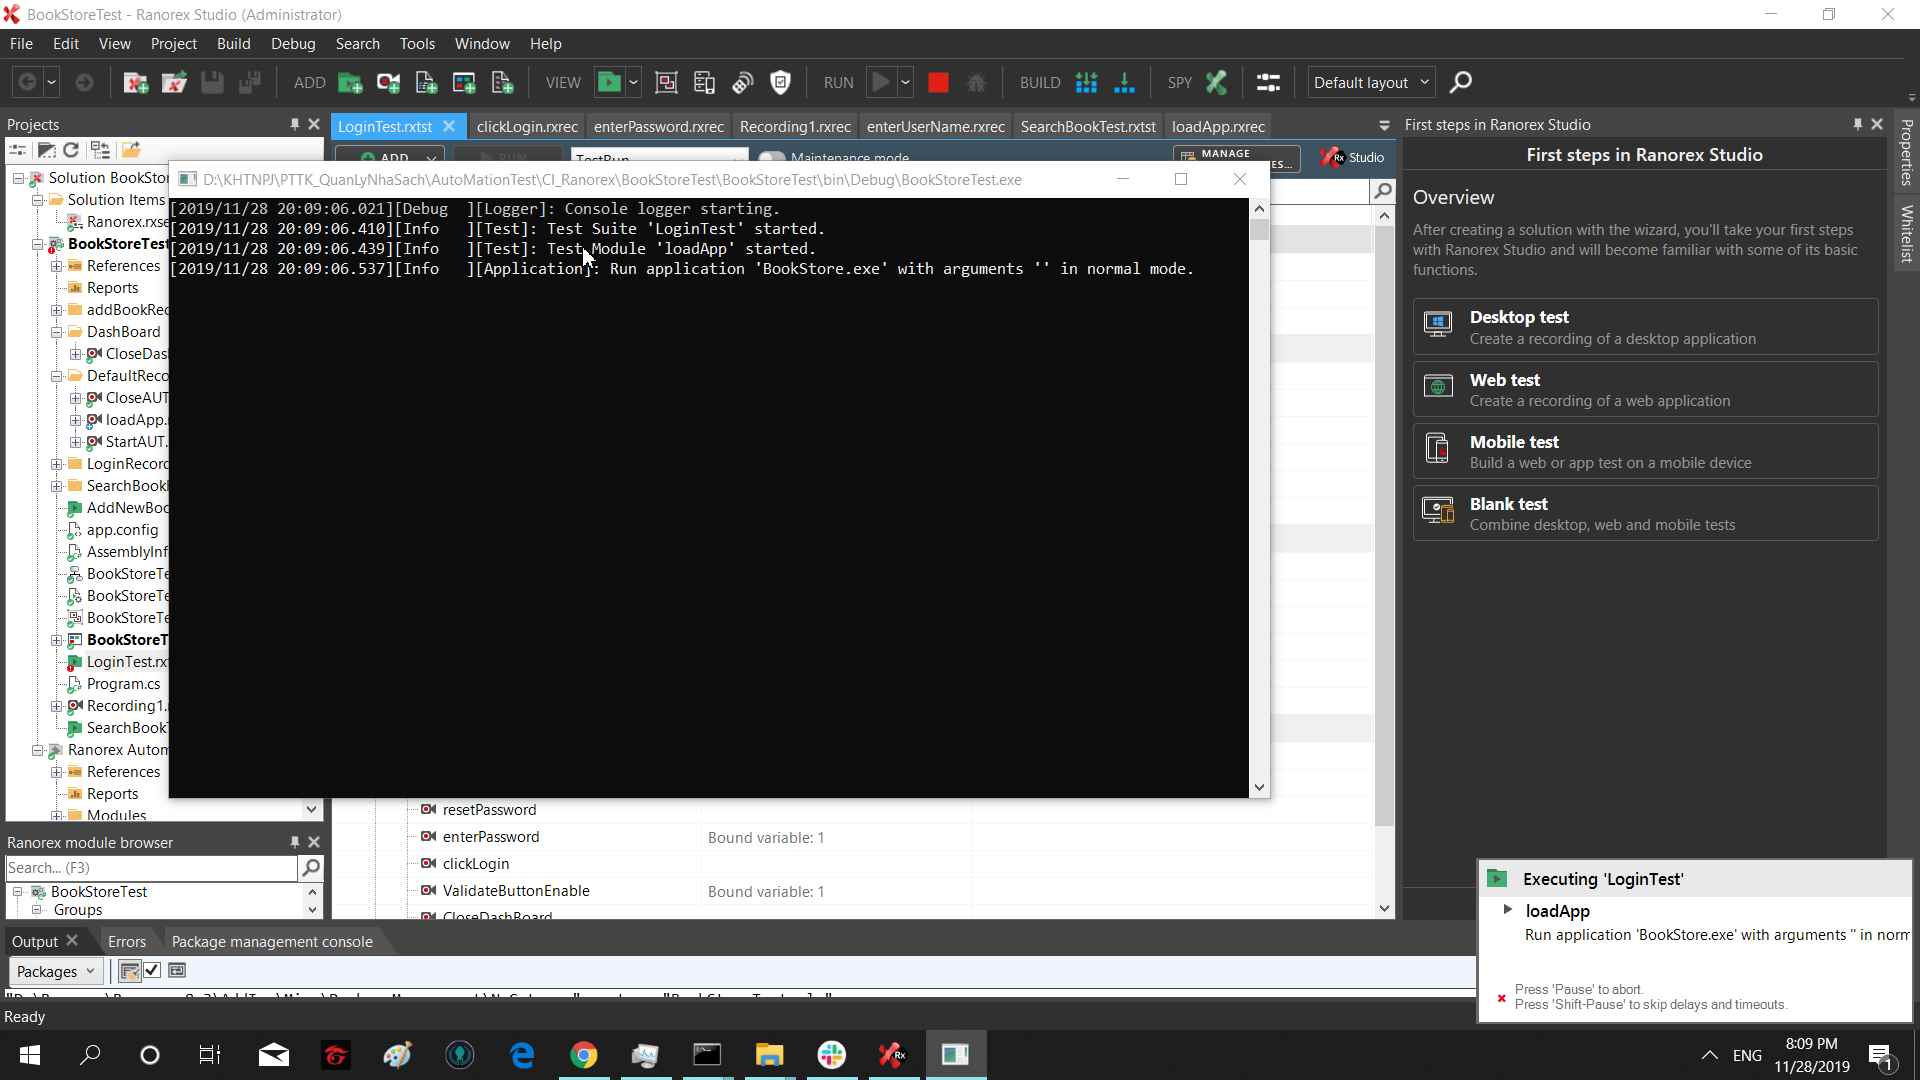 BookStoreTest - Ranorex Studio (Administrator)
File Edit View Project Build Debug Search Tools Window Help
ADD VIEW RUN BUILD SPY Default layout
Projects
LoginTest.rxtst clickLogin.rxrec enterPassword.rxrec Recording1.rxrec enterUserName.rxrec SearchBookTest.rxtst loadApp.rxrec
ADD RUN TestRun Maintenance mode MANAGE Studio
Solution BookStor
Solution Items
Ranorex.rxse
BookStoreTest
References
Reports
addBookRec
DashBoard
CloseDas
DefaultReco
CloseAUT
loadApp.
StartAUT.
LoginRecord
SearchBook
AddNewBoo
app.config
AssemblyInf
BookStoreTe
BookStoreTe
BookStoreTe
BookStoreT
LoginTest.rx
Program.cs
Recording1.
SearchBookT
Ranorex Autom
References
Reports
Modules
D:\KHTNPJ\PTTK_QuanLyNhaSach\AutoMationTest\CI_Ranorex\BookStoreTest\BookStoreTest\bin\Debug\BookStoreTest.exe
[2019/11/28 20:09:06.021][Debug  ][Logger]: Console logger starting.
[2019/11/28 20:09:06.410][Info   ][Test]: Test Suite 'LoginTest' started.
[2019/11/28 20:09:06.439][Info   ][Test]: Test Module 'loadApp' started.
[2019/11/28 20:09:06.537][Info   ][Application]: Run application 'BookStore.exe' with arguments '' in normal mode.
resetPassword
enterPassword Bound variable: 1
clickLogin
ValidateButtonEnable Bound variable: 1
CloseDashBoard
First steps in Ranorex Studio
First steps in Ranorex Studio
Overview
After creating a solution with the wizard, you'll take your first steps
with Ranorex Studio and will become familiar with some of its basic
functions.
Desktop test
Create a recording of a desktop application
Web test
Create a recording of a web application
Mobile test
Build a web or app test on a mobile device
Blank test
Combine desktop, web and mobile tests
Properties
Whitelist
Ranorex module browser
Search... (F3)
BookStoreTest
Groups
Output Errors Package management console
Packages
Ready
Executing 'LoginTest'
loadApp
Run application 'BookStore.exe' with arguments '' in norm
Press 'Pause' to abort.
Press 'Shift-Pause' to skip delays and timeouts.
ENG
8:09 PM
11/28/2019
1